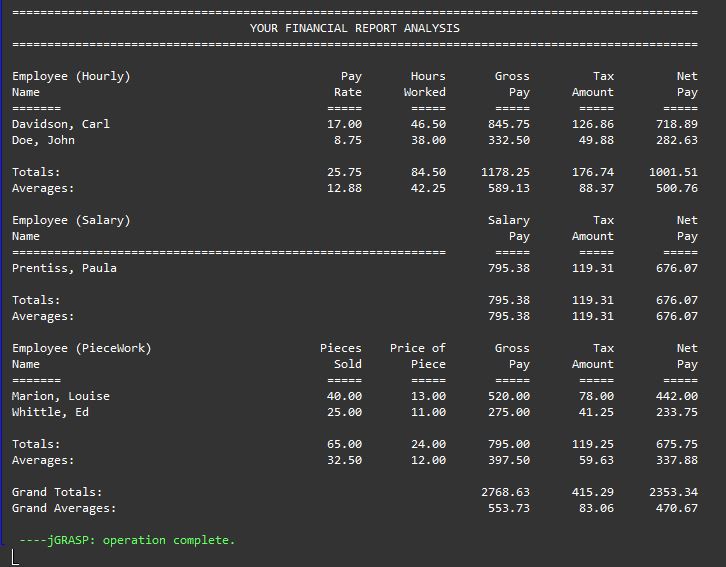 ==================================================================================================
YOUR FINANCIAL REPORT ANALYSIS
==================================================================================================
Employee (Hourly) Pay Hours Gross Tax Net
Name Rate Worked Pay Amount Pay
======= ===== ===== ===== ===== =====
Davidson, Carl 17.00 46.50 845.75 126.86 718.89
Doe, John 8.75 38.00 332.50 49.88 282.63
Totals: 25.75 84.50 1178.25 176.74 1001.51
Averages: 12.88 42.25 589.13 88.37 500.76
Employee (Salary) Salary Tax Net
Name Pay Amount Pay
============================================================== ===== ===== =====
Prentiss, Paula 795.38 119.31 676.07
Totals: 795.38 119.31 676.07
Averages: 795.38 119.31 676.07
Employee (PieceWork) Pieces Price of Gross Tax Net
Name Sold Piece Pay Amount Pay
======= ===== ===== ===== ===== =====
Marion, Louise 40.00 13.00 520.00 78.00 442.00
Whittle, Ed 25.00 11.00 275.00 41.25 233.75
Totals: 65.00 24.00 795.00 119.25 675.75
Averages: 32.50 12.00 397.50 59.63 337.88
Grand Totals: 2768.63 415.29 2353.34
Grand Averages: 553.73 83.06 470.67
----jGRASP: operation complete.